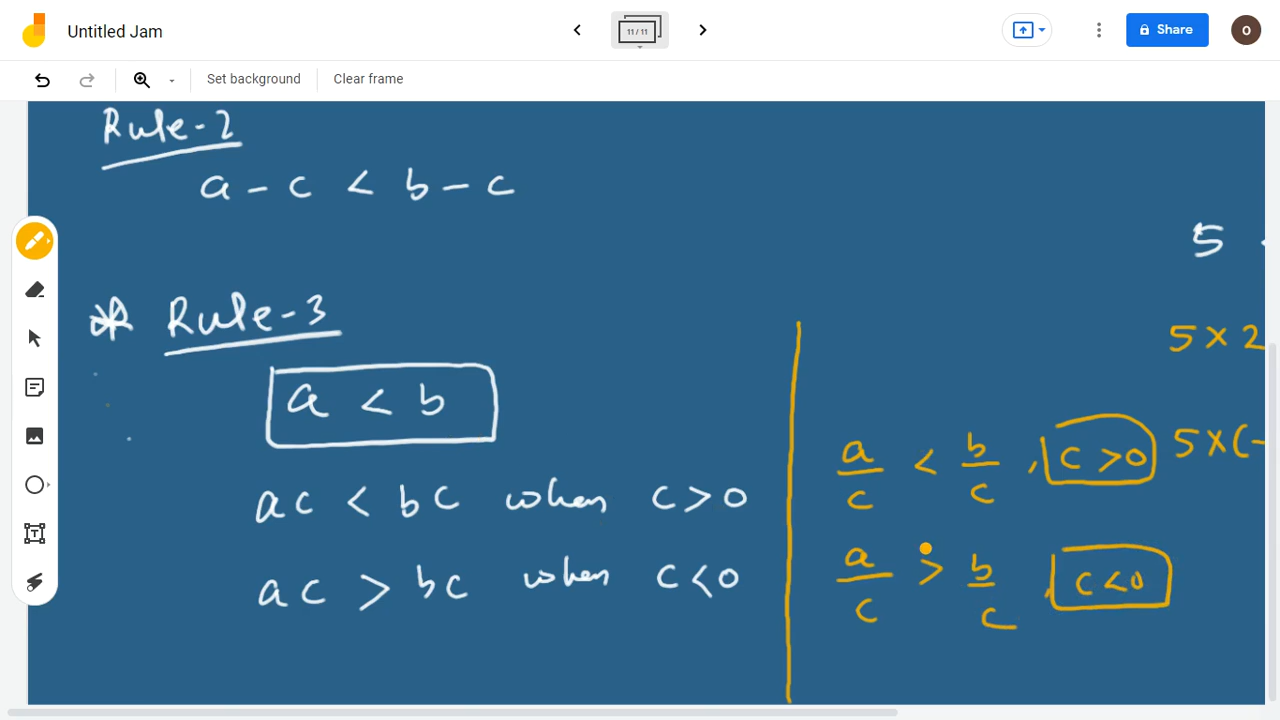 Untitled Jam
11 / 11
Share
O
Set background
Clear frame
Rule-2
a - c < b - c
5
* Rule-3
5 × 2
a < b
a/c < b/c , c > 0
5 × (-
ac < bc when c > 0
a/c > b/c , c < 0
ac > bc when c < 0